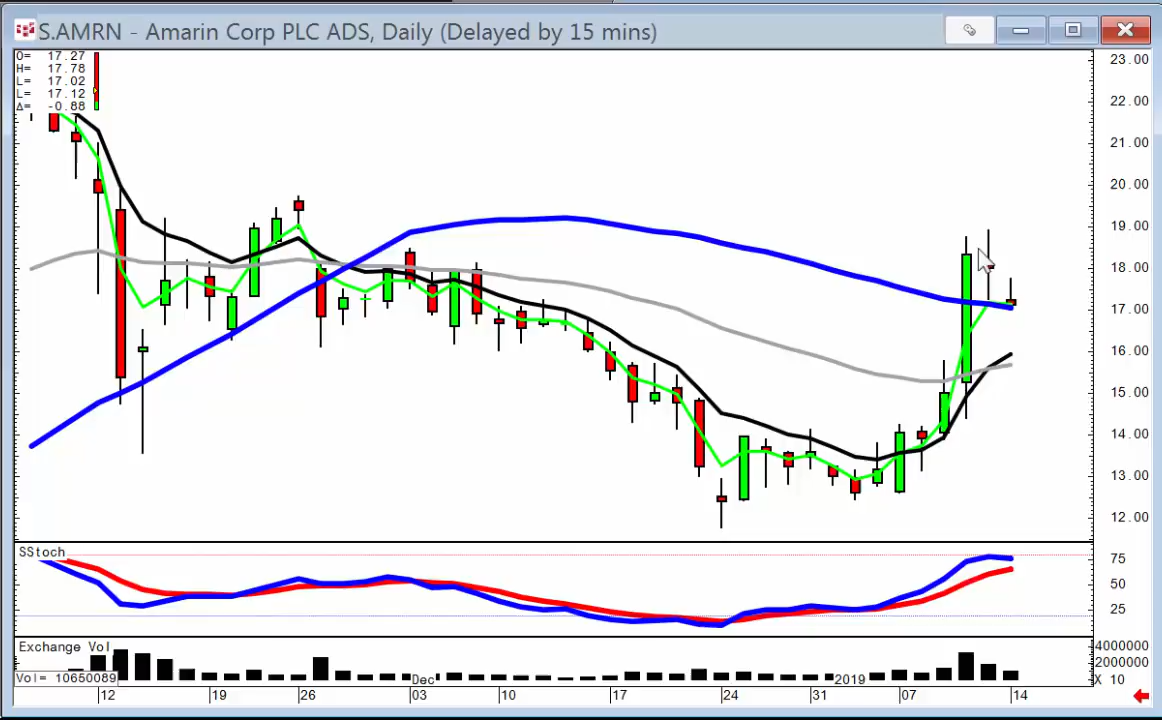 S.AMRN - Amarin Corp PLC ADS, Daily (Delayed by 15 mins)
O= 17.27
H= 17.78
L= 17.02
L= 17.12
Δ= -0.88
23.00
22.00
21.00
20.00
19.00
18.00
17.00
16.00
15.00
14.00
13.00
12.00
SStoch
75
50
25
Exchange Vol
4000000
2000000
X 10
Vol= 10650089
Dec
2019
12
19
26
03
10
17
24
31
07
14